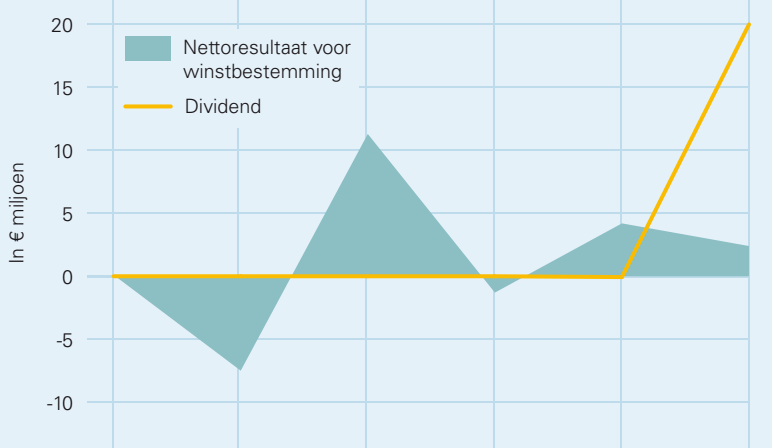 20
Nettoresultaat voor
winstbestemming
15
Dividend
10
In € miljoen
5
0
-5
-10